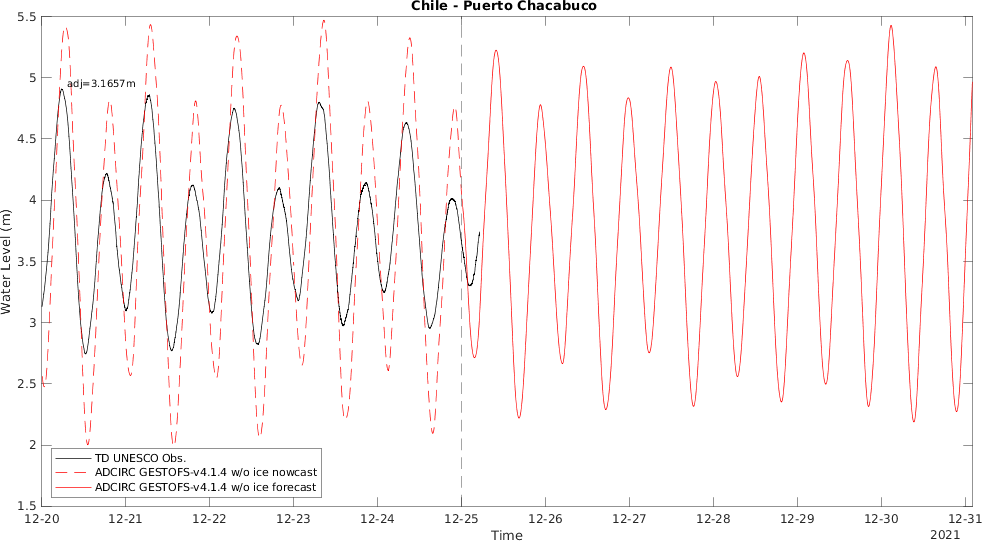 Chile - Puerto Chacabuco
5.5
5
4.5
4
3.5
3
2.5
2
1.5
Water Level (m)
adj=3.1657m
TD UNESCO Obs.
ADCIRC GESTOFS-v4.1.4 w/o ice nowcast
ADCIRC GESTOFS-v4.1.4 w/o ice forecast
12-20 12-21 12-22 12-23 12-24 12-25 12-26 12-27 12-28 12-29 12-30 12-31
Time
2021